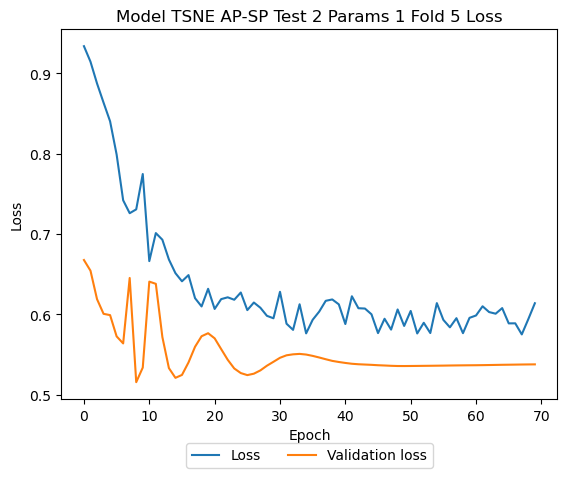 Model TSNE AP-SP Test 2 Params 1 Fold 5 Loss
0.9
0.8
0.7
0.6
0.5
Loss
0 10 20 30 40 50 60 70
Epoch
Loss Validation loss